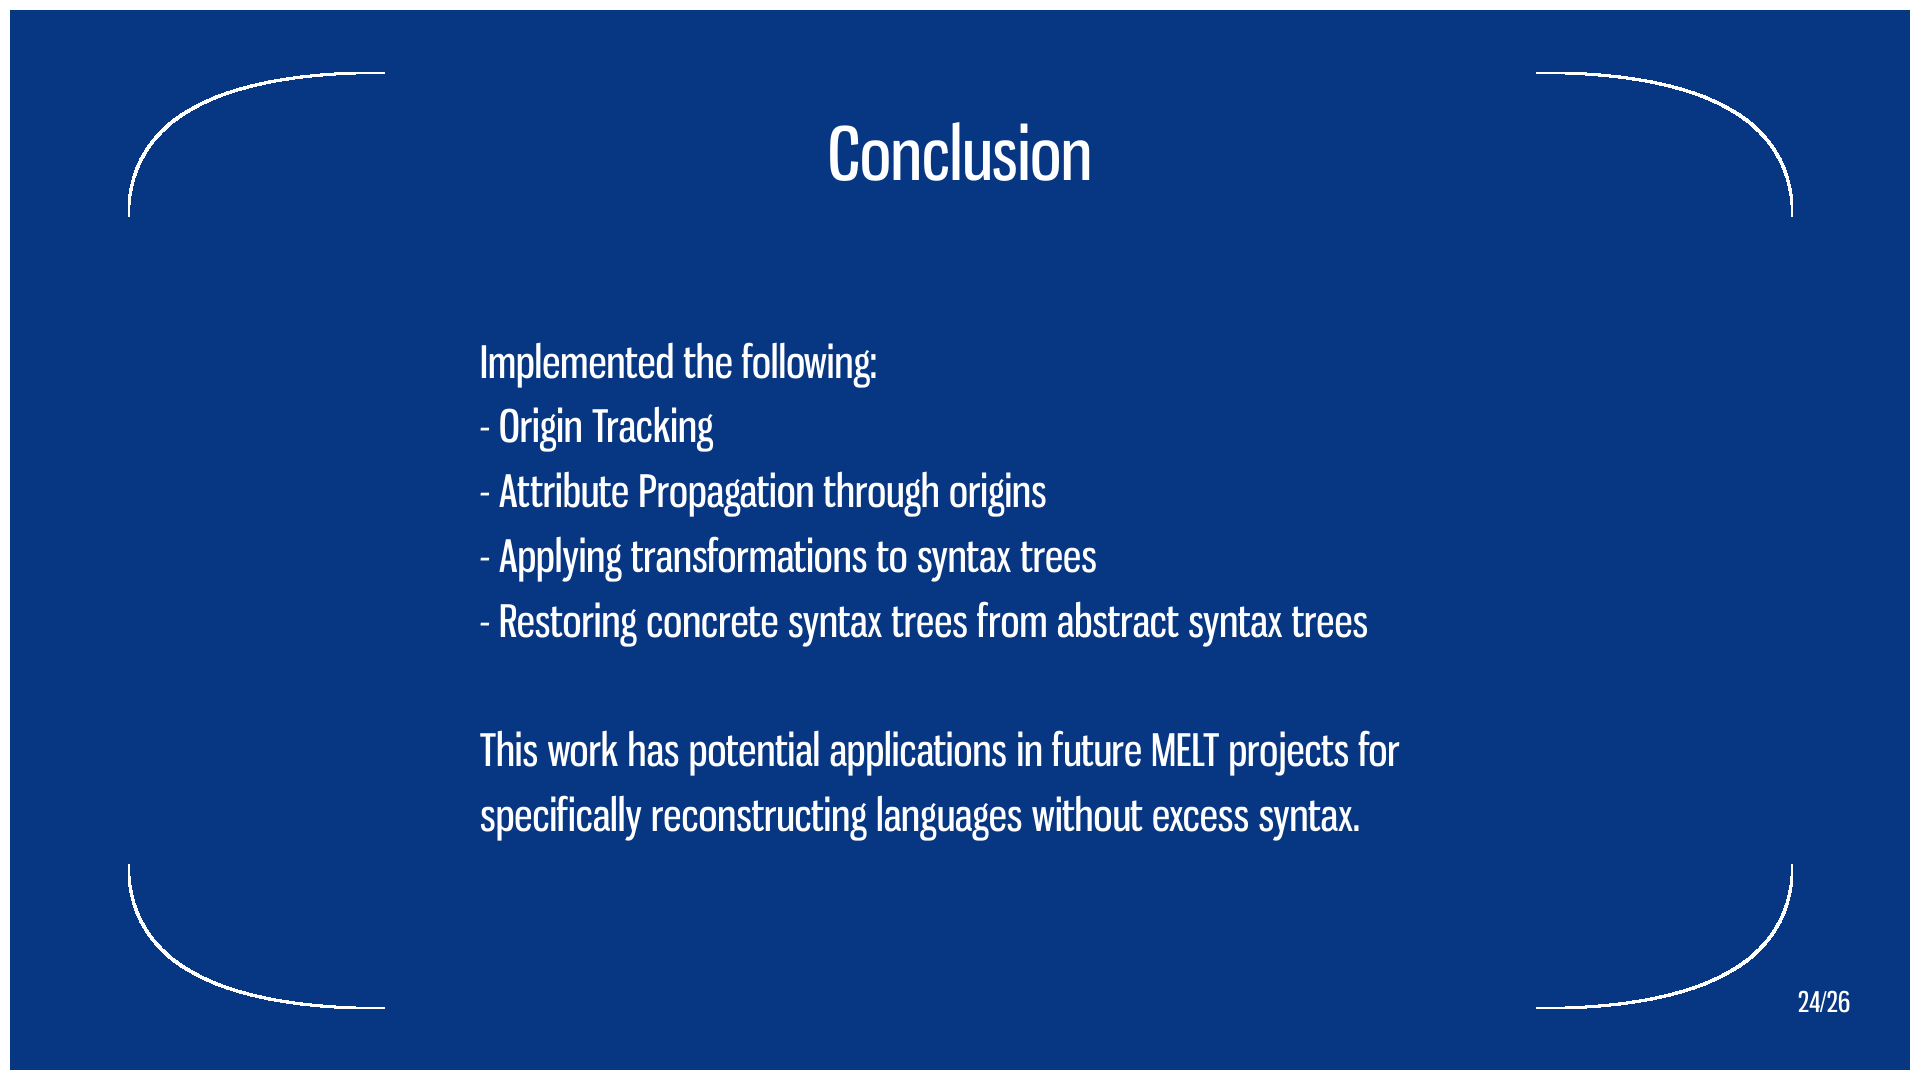 Conclusion
Implemented the following:
- Origin Tracking
- Attribute Propagation through origins
- Applying transformations to syntax trees
- Restoring concrete syntax trees from abstract syntax trees
This work has potential applications in future MELT projects for
specifically reconstructing languages without excess syntax.
24/26